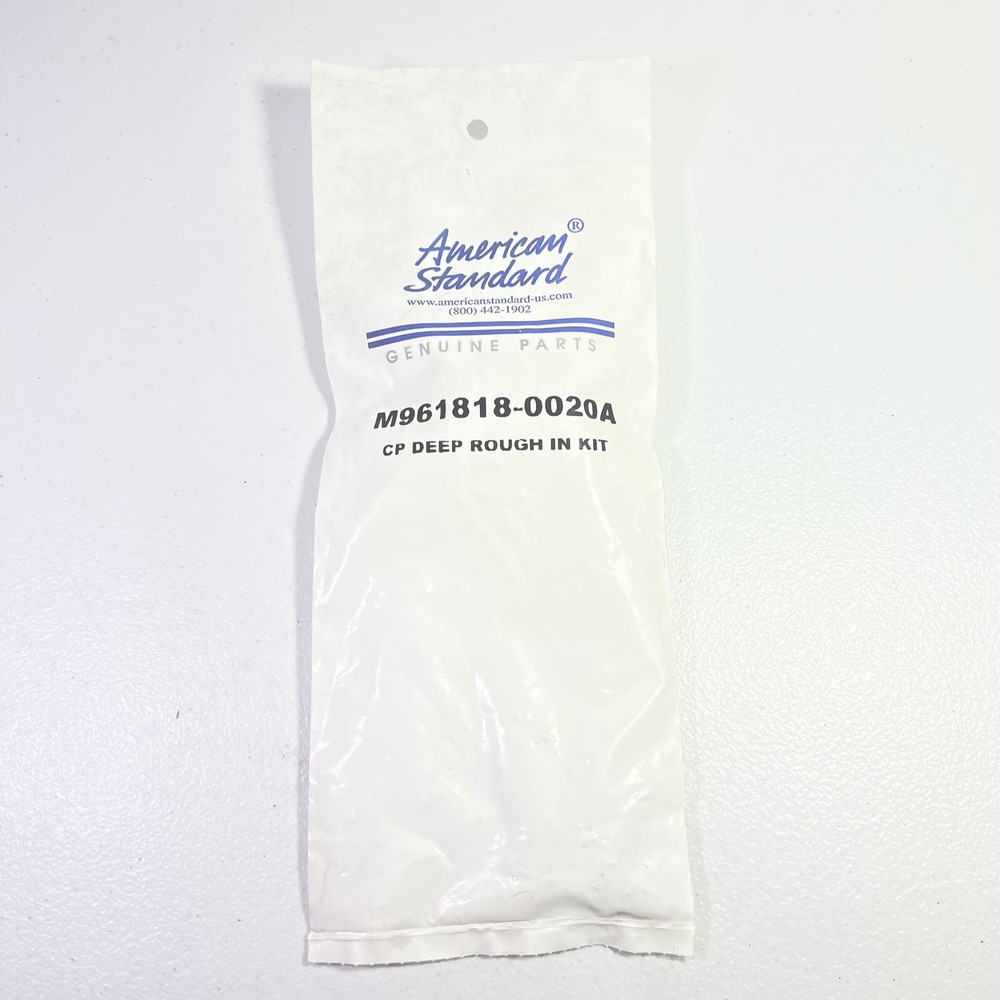 American®
Standard
www.americanstandard-us.com
(800) 442-1902
GENUINE PARTS
M961818-0020A
CP DEEP ROUGH IN KIT